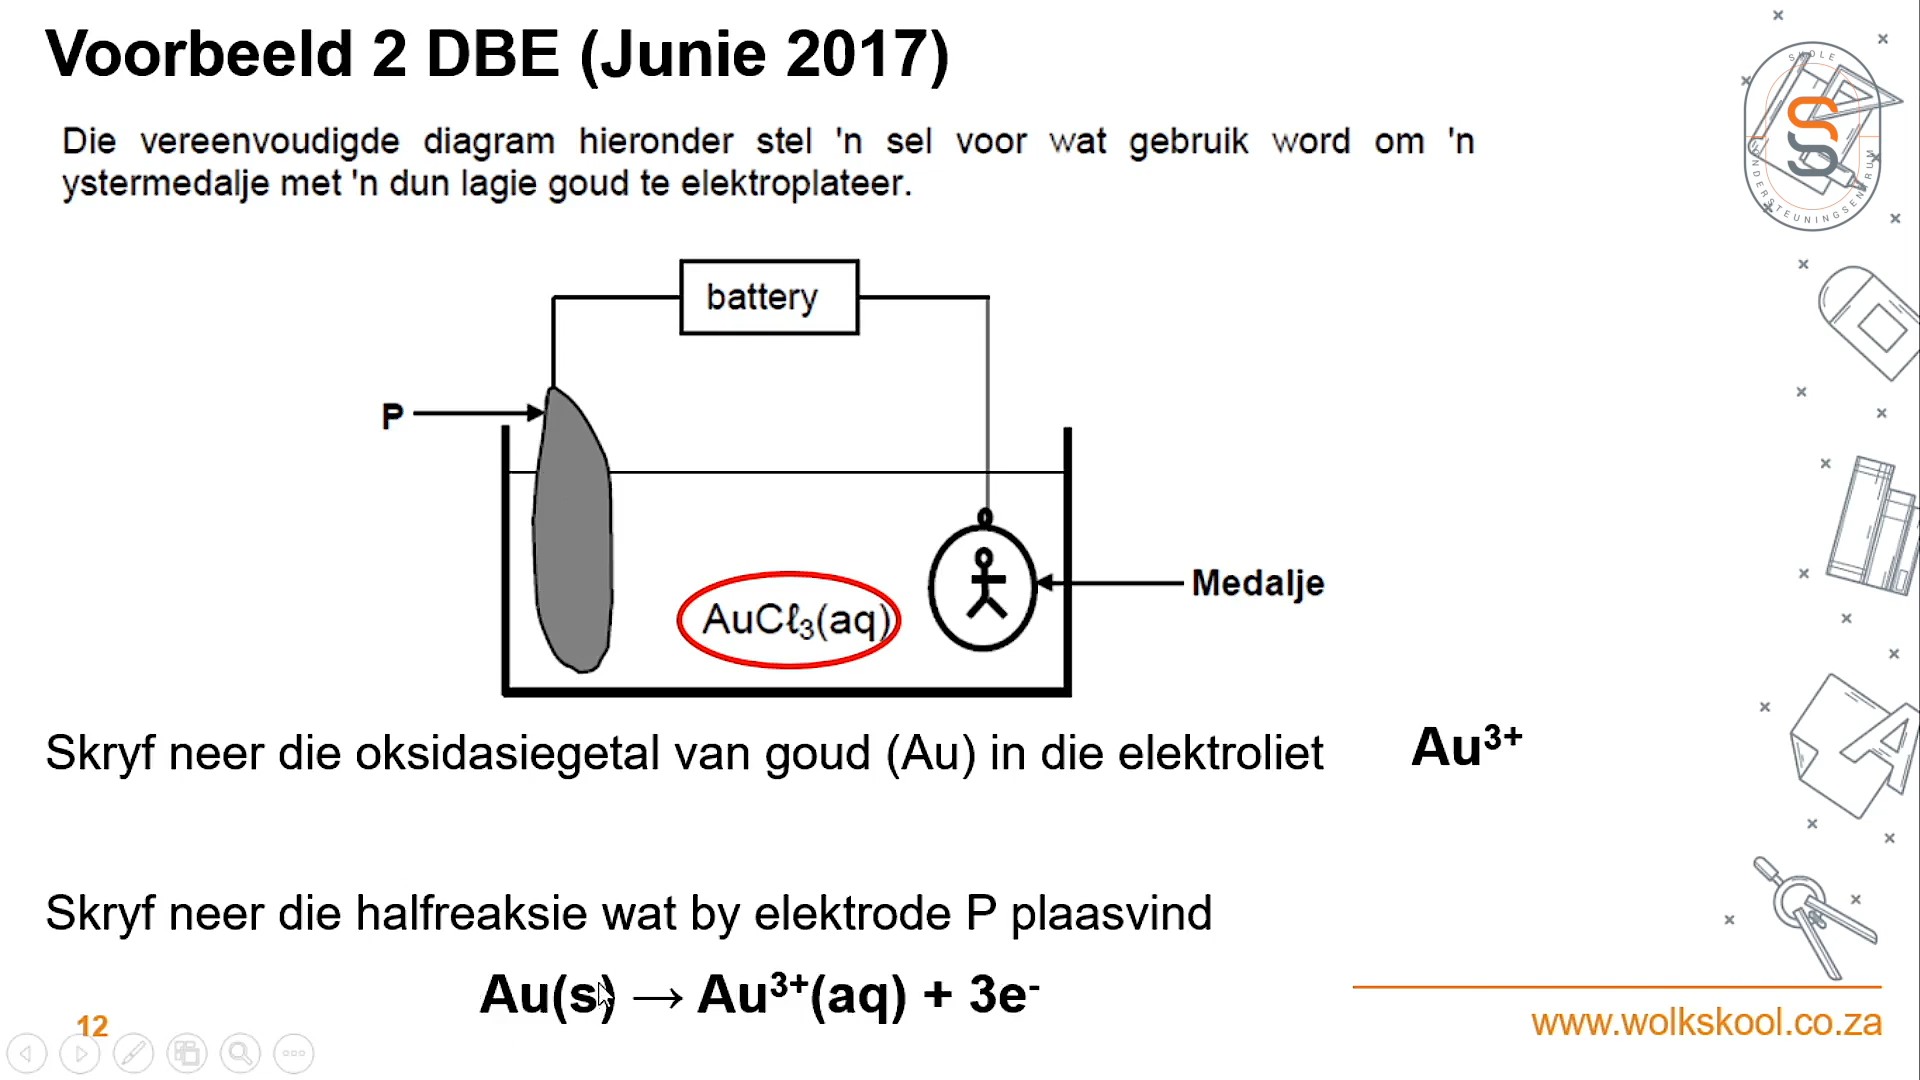 Voorbeeld 2 DBE (Junie 2017)
Die vereenvoudigde diagram hieronder stel 'n sel voor wat gebruik word om 'n
ystermedalje met 'n dun lagie goud te elektroplateer.
battery
P
AuCℓ₃(aq)
Medalje
Skryf neer die oksidasiegetal van goud (Au) in die elektroliet
Au³⁺
Skryf neer die halfreaksie wat by elektrode P plaasvind
Au(s) → Au³⁺(aq) + 3e⁻
12
www.wolkskool.co.za
SKOLE
ONDERSTEUNINGSENTRUM